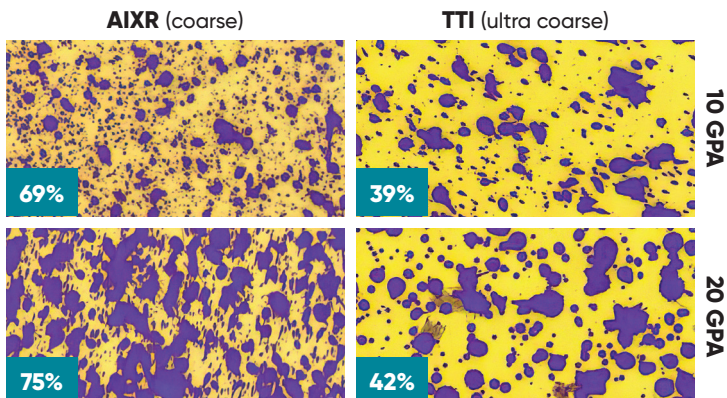 AIXR (coarse)
TTI (ultra coarse)
69%
39%
10 GPA
75%
42%
20 GPA